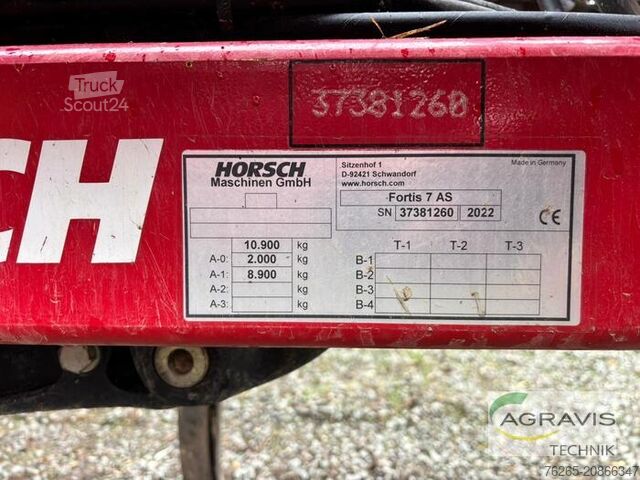 Truck
Scout24
37381260
CH
HORSCH
Maschinen GmbH
Sitzenhof 1
D-92421 Schwandorf
www.horsch.com
Made in Germany
Fortis 7 AS
SN 37381260 2022
CE
10.900 kg
A-0: 2.000 kg
A-1: 8.900 kg
A-2: kg
A-3: kg
T-1 T-2 T-3
B-1
B-2
B-3
B-4
AGRAVIS
TECHNIK
76265-20866347